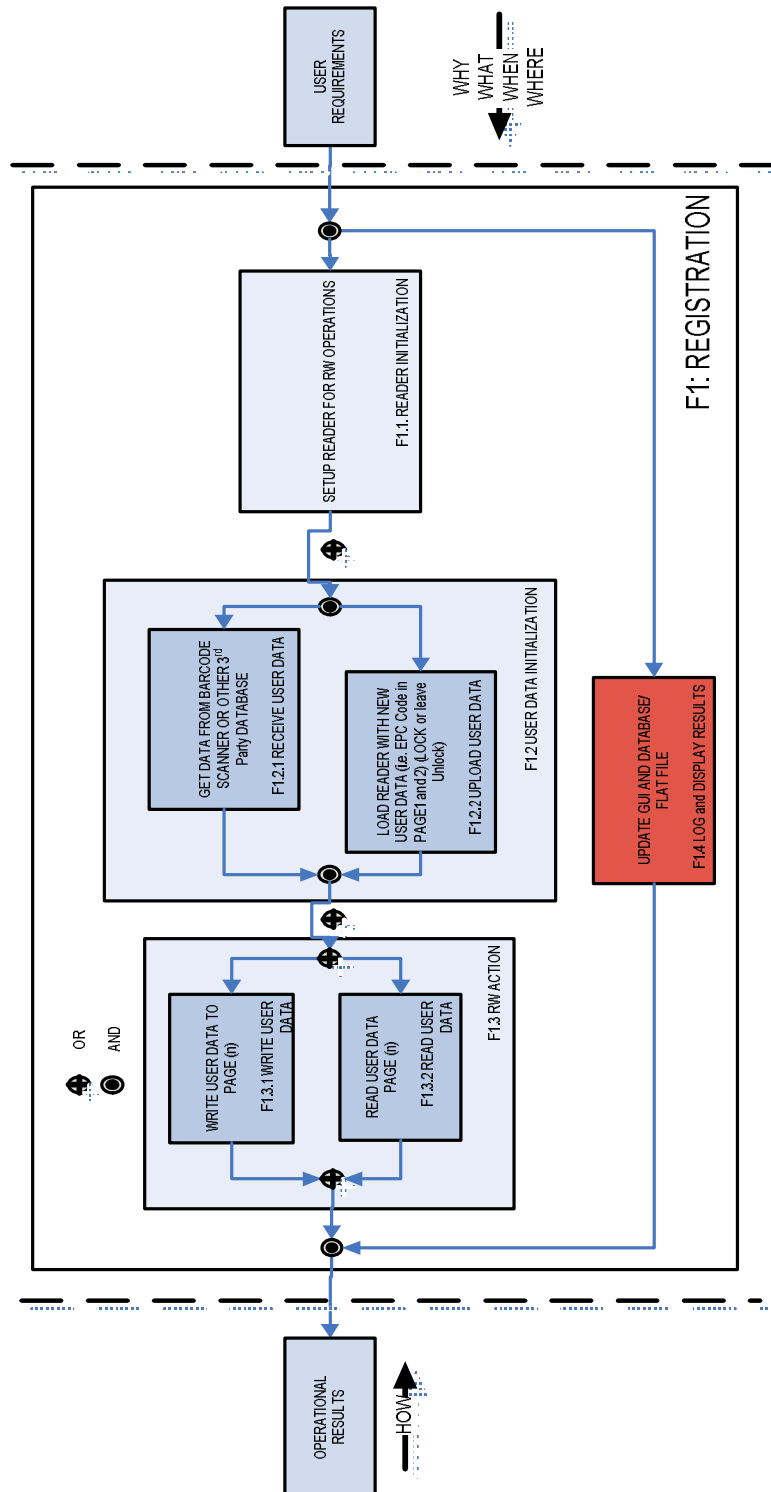 USER
REQUIREMENTS
WHY
WHAT
WHEN
WHERE
SETUP READER FOR RW OPERATIONS
F1.1. READER INITIALIZATION
GET DATA FROM BARCODE
SCANNER OR OTHER 3rd
Party DATABASE
F1.2.1 RECEIVE USER DATA
LOAD READER WITH NEW
USER DATA (i.e. EPC Code in
PAGE1 and 2) (LOCK or leave
Unlock)
F1.2.2 UPLOAD USER DATA
F1.2 USER DATA INITIALIZATION
OR
AND
WRITE USER DATA TO
PAGE (n)
F1.3.1 WRITE USER
DATA
READ USER DATA
PAGE (n)
F1.3.2 READ USER
DATA
F1.3 RW ACTION
UPDATE GUI AND DATABASE/
FLAT FILE
F1.4 LOG and DISPLAY RESULTS
F1: REGISTRATION
OPERATIONAL
RESULTS
HOW